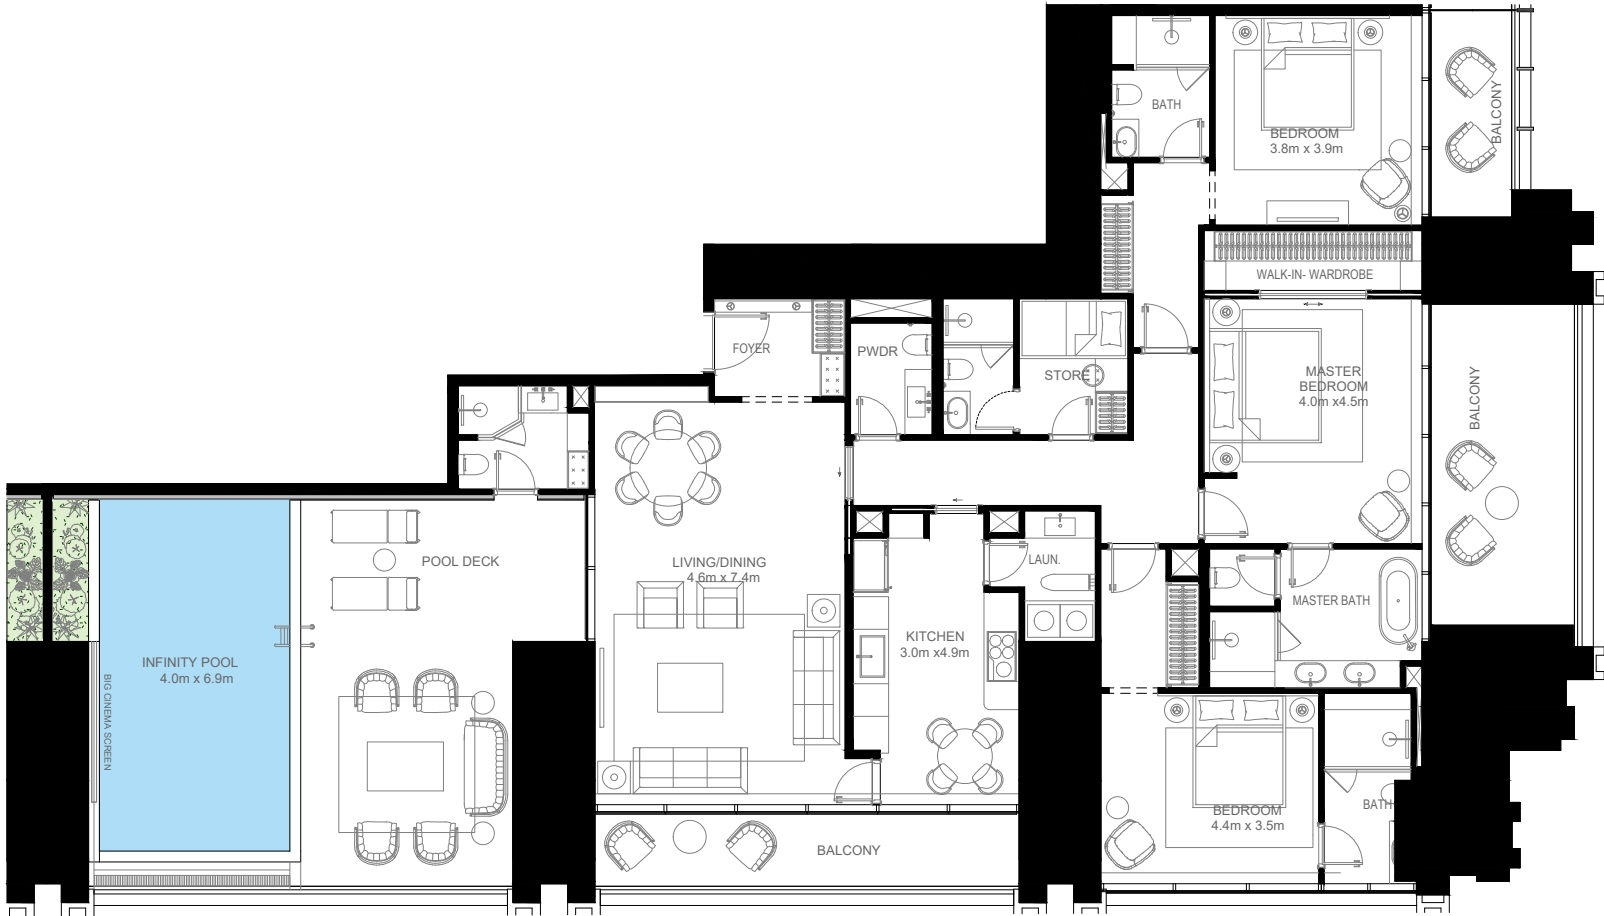 BATH
BEDROOM
3.8m x 3.9m
BALCONY
WALK-IN- WARDROBE
FOYER
PWDR
STORE
MASTER
BEDROOM
4.0m x4.5m
BALCONY
POOL DECK
LIVING/DINING
4.6m x 7.4m
LAUN.
MASTER BATH
INFINITY POOL
4.0m x 6.9m
BIG CINEMA SCREEN
KITCHEN
3.0m x4.9m
BEDROOM
4.4m x 3.5m
BATH
BALCONY